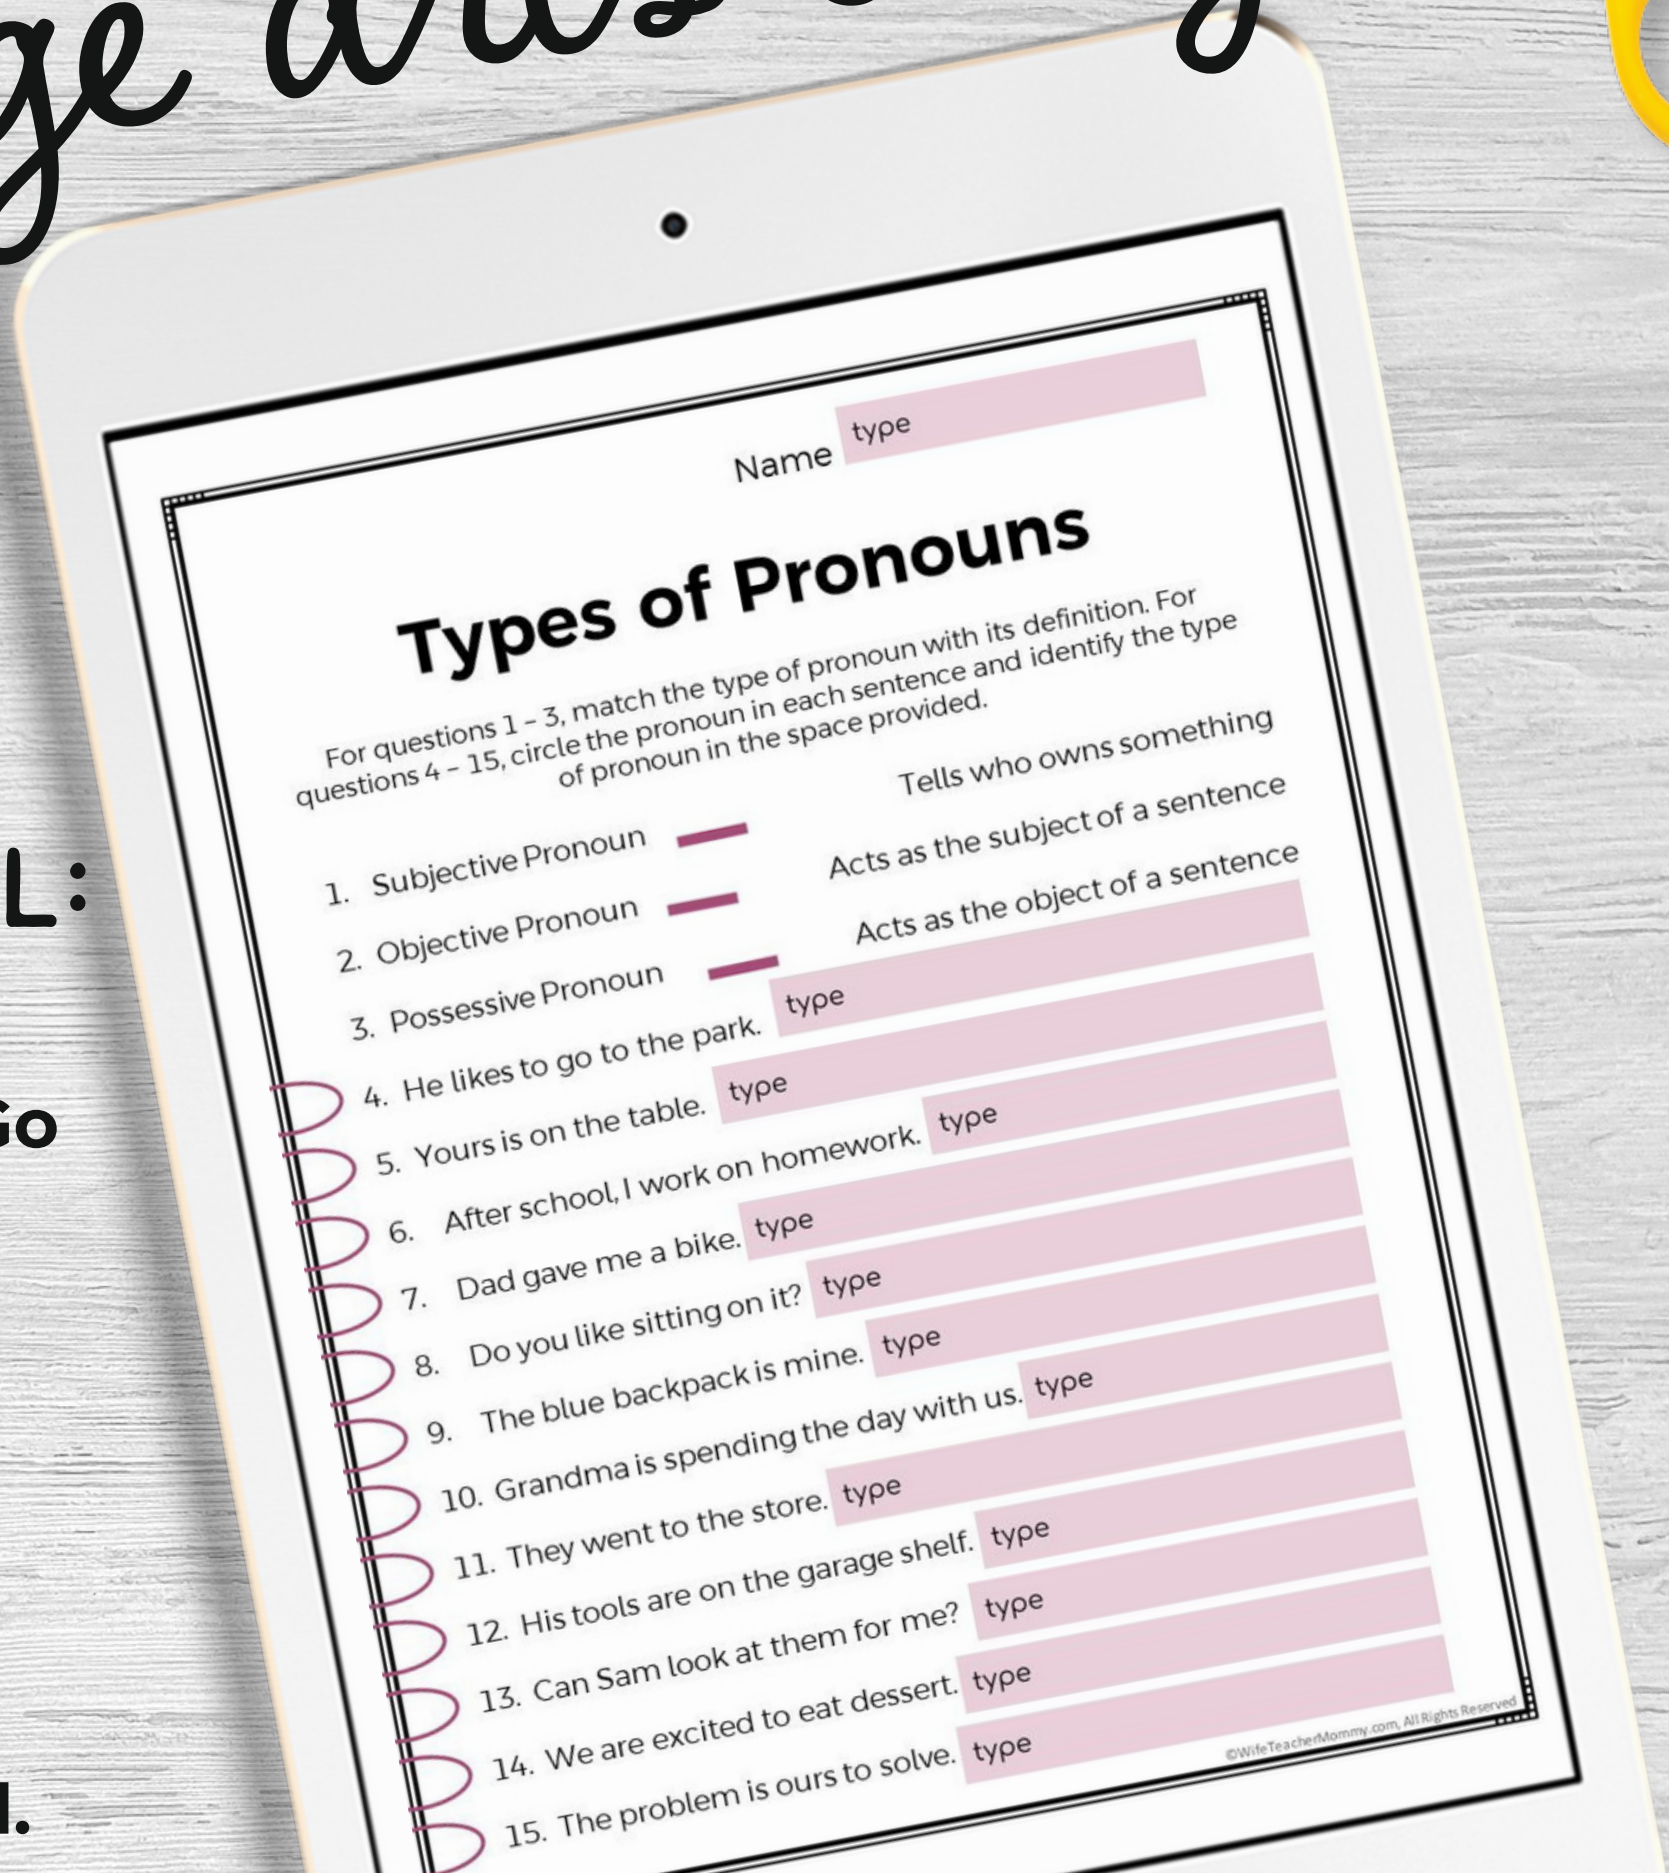 Name type
Types of Pronouns
For questions 1 – 3, match the type of pronoun with its definition. For
questions 4 – 15, circle the pronoun in each sentence and identify the type
of pronoun in the space provided.
1. Subjective Pronoun
Tells who owns something
2. Objective Pronoun
Acts as the subject of a sentence
3. Possessive Pronoun
Acts as the object of a sentence
4. He likes to go to the park. type
5. Yours is on the table. type
6. After school, I work on homework. type
7. Dad gave me a bike. type
8. Do you like sitting on it? type
9. The blue backpack is mine. type
10. Grandma is spending the day with us. type
11. They went to the store. type
12. His tools are on the garage shelf. type
13. Can Sam look at them for me? type
14. We are excited to eat dessert. type
15. The problem is ours to solve. type
©WifeTeacherMommy.com, All Rights Reserved